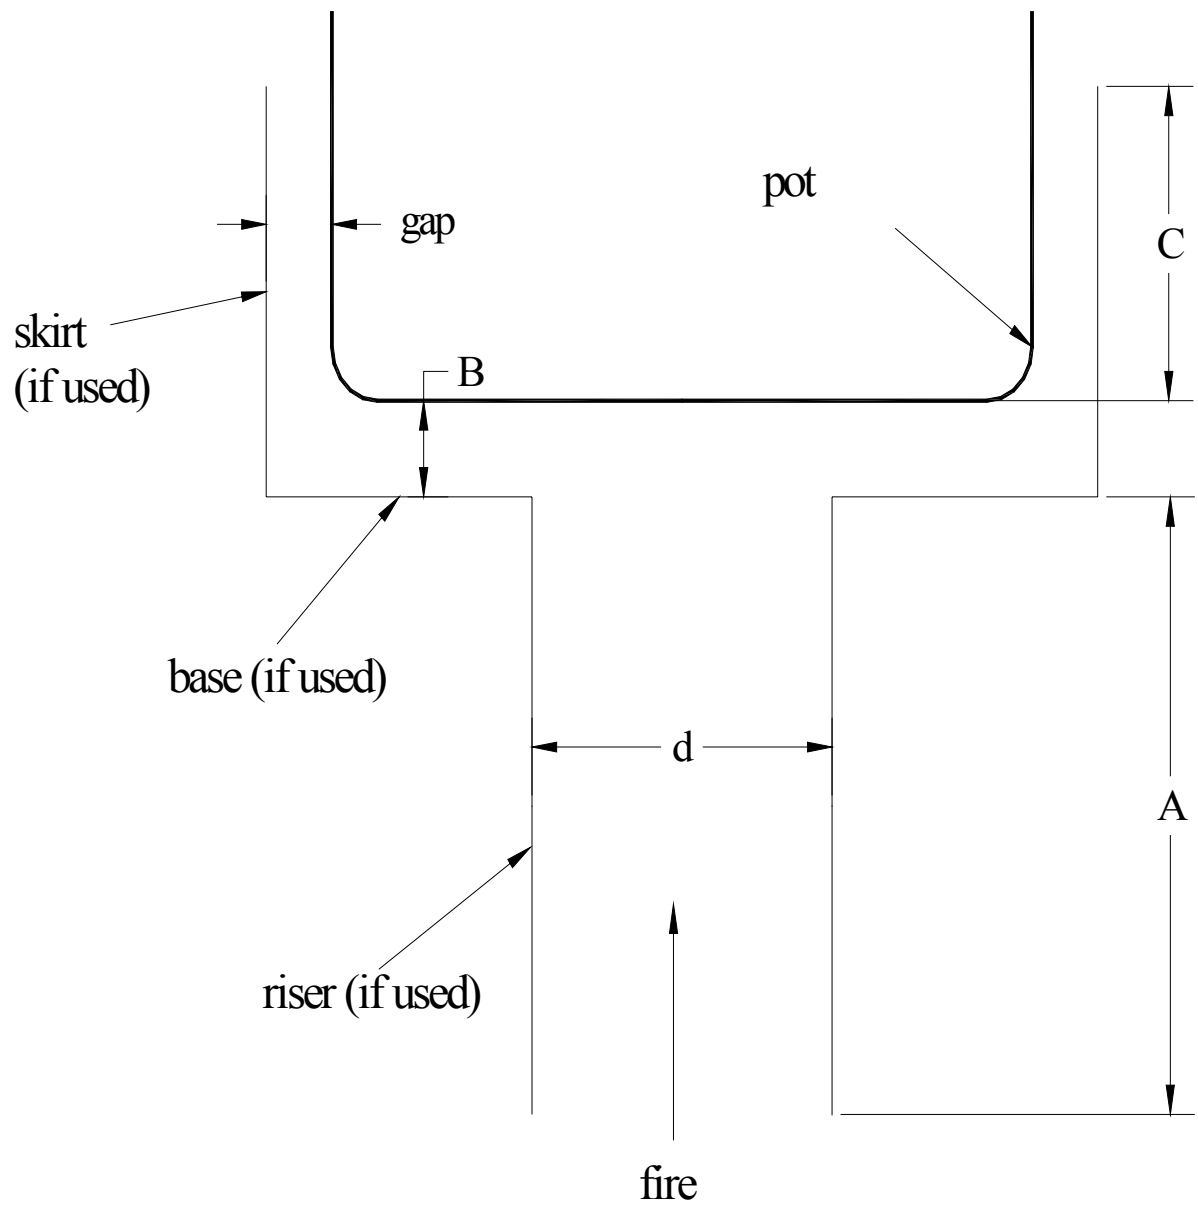 pot
gap
C
skirt
(if used)
B
base (if used)
d
A
riser (if used)
fire